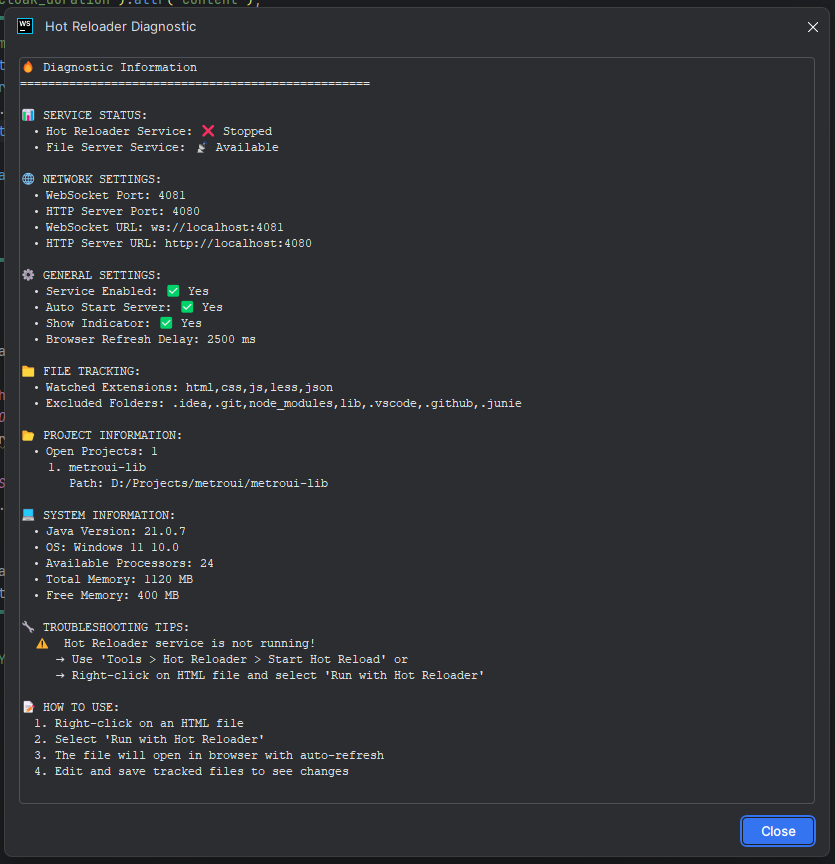 cloak_duration").attr("content");
WS
Hot Reloader Diagnostic
🔥 Diagnostic Information
==================================================
📊 SERVICE STATUS:
• Hot Reloader Service: ❌ Stopped
• File Server Service: 📡 Available
🌐 NETWORK SETTINGS:
• WebSocket Port: 4081
• HTTP Server Port: 4080
• WebSocket URL: ws://localhost:4081
• HTTP Server URL: http://localhost:4080
⚙️ GENERAL SETTINGS:
• Service Enabled: ✅ Yes
• Auto Start Server: ✅ Yes
• Show Indicator: ✅ Yes
• Browser Refresh Delay: 2500 ms
📁 FILE TRACKING:
• Watched Extensions: html,css,js,less,json
• Excluded Folders: .idea,.git,node_modules,lib,.vscode,.github,.junie
📂 PROJECT INFORMATION:
• Open Projects: 1
1. metroui-lib
Path: D:/Projects/metroui/metroui-lib
💻 SYSTEM INFORMATION:
• Java Version: 21.0.7
• OS: Windows 11 10.0
• Available Processors: 24
• Total Memory: 1120 MB
• Free Memory: 400 MB
🔧 TROUBLESHOOTING TIPS:
⚠️ Hot Reloader service is not running!
→ Use 'Tools > Hot Reloader > Start Hot Reload' or
→ Right-click on HTML file and select 'Run with Hot Reloader'
📝 HOW TO USE:
1. Right-click on an HTML file
2. Select 'Run with Hot Reloader'
3. The file will open in browser with auto-refresh
4. Edit and save tracked files to see changes
Close